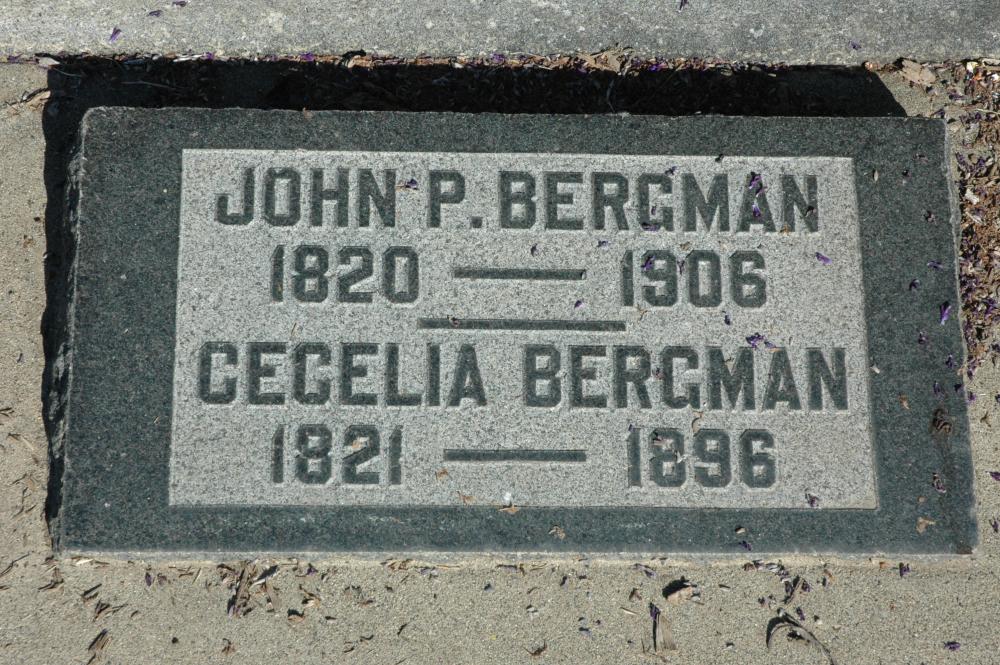 JOHN P. BERGMAN
1820 — 1906
CECELIA BERGMAN
1821 — 1896